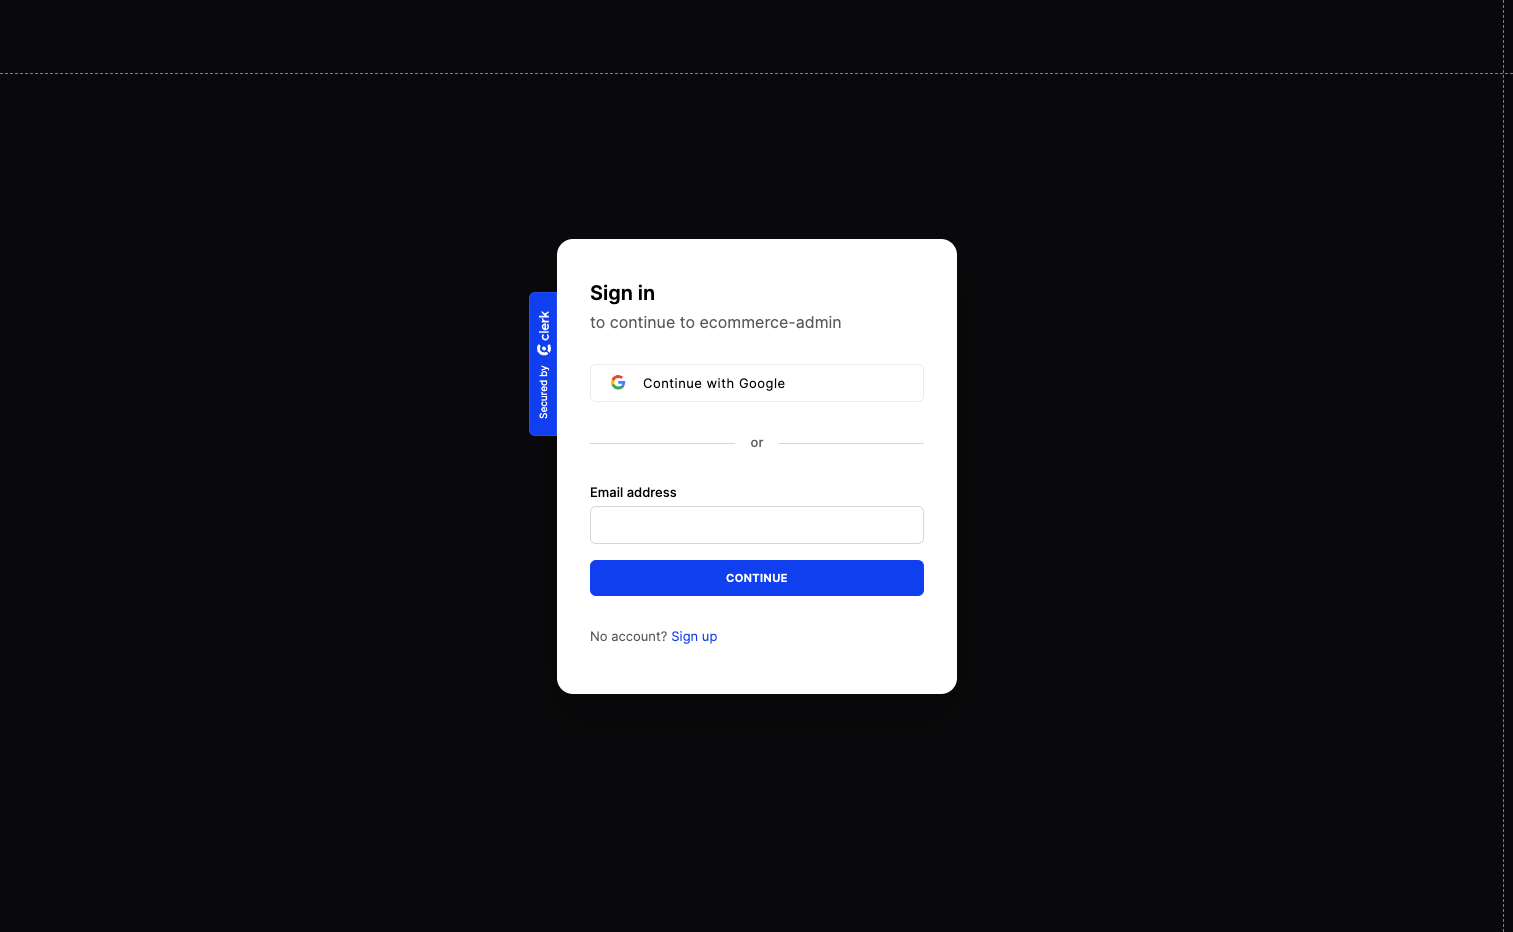 Sign in
to continue to ecommerce-admin
Secured by clerk
Continue with Google
or
Email address
CONTINUE
No account? Sign up